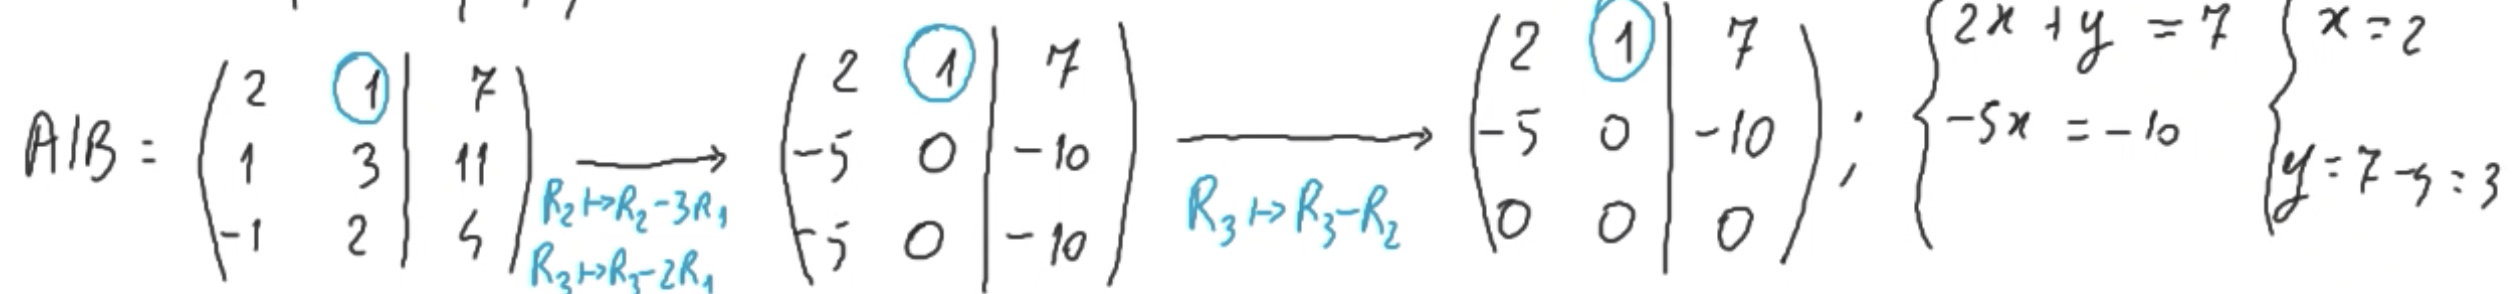 A|B = ( 2 1 | 7 ) ( 2 1 | 7 ) ( 2 1 | 7 ) { 2x + y = 7 { x = 2
( 1 3 | 11 ) ⟶ ( -5 0 | -10 ) ⟶ ( -5 0 | -10 ) ; { -5x = -10
( -1 2 | 4 ) R₂ ↦ R₂ - 3R₁ ( -5 0 | -10 ) R₃ ↦ R₃ - R₂ ( 0 0 | 0 ) { y = 7 - 4 = 3
R₃ ↦ R₃ - 2R₁